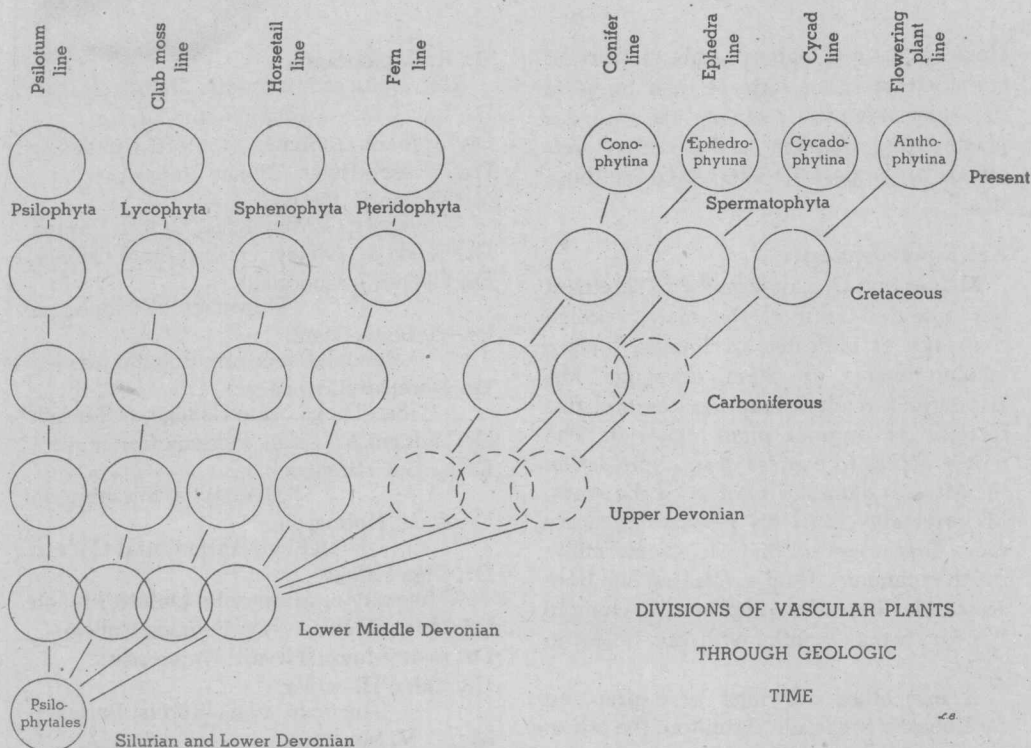 Psilotum
line
Club moss
line
Horsetail
line
Fern
line
Conifer
line
Ephedra
line
Cycad
line
Flowering
plant
line
Cono-
phytina
Ephedro-
phytina
Cycado-
phytina
Antho-
phytina
Present
Psilophyta
Lycophyta
Sphenophyta
Pteridophyta
Spermatophyta
Cretaceous
Carboniferous
Upper Devonian
Lower Middle Devonian
Psilo-
phytales
Silurian and Lower Devonian
DIVISIONS OF VASCULAR PLANTS
THROUGH GEOLOGIC
TIME